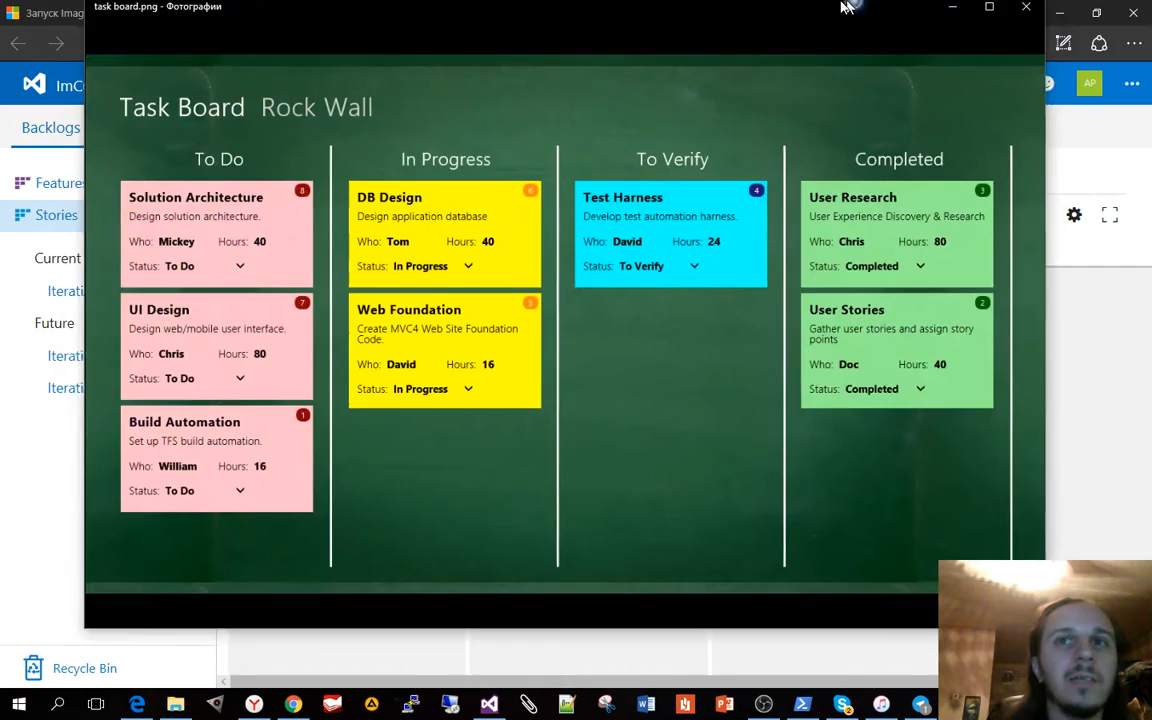 task board.png - Фотографии
Запуск Imag
ImC
AP
Backlogs
Features
Stories
Current
Iterati
Future
Iterati
Iterati
Recycle Bin
Task Board Rock Wall
To Do
In Progress
To Verify
Completed
Solution Architecture
8
Design solution architecture.
Who: Mickey Hours: 40
Status: To Do
UI Design
7
Design web/mobile user interface.
Who: Chris Hours: 80
Status: To Do
Build Automation
1
Set up TFS build automation.
Who: William Hours: 16
Status: To Do
DB Design
Design application database
Who: Tom Hours: 40
Status: In Progress
Web Foundation
Create MVC4 Web Site Foundation
Code.
Who: David Hours: 16
Status: In Progress
Test Harness
4
Develop test automation harness.
Who: David Hours: 24
Status: To Verify
User Research
3
User Experience Discovery & Research
Who: Chris Hours: 80
Status: Completed
User Stories
2
Gather user stories and assign story
points
Who: Doc Hours: 40
Status: Completed